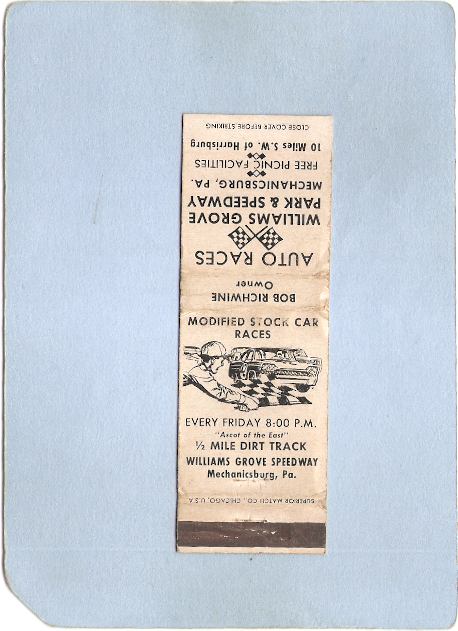 CLOSE COVER BEFORE STRIKING
10 Miles S.W. of Harrisburg
FREE PICNIC FACILITIES
MECHANICSBURG, PA.
PARK & SPEEDWAY
WILLIAMS GROVE
AUTO RACES
Owner
BOB RICHWINE
MODIFIED STOCK CAR
RACES
EVERY FRIDAY 8:00 P.M.
"Ascot of the East"
½ MILE DIRT TRACK
WILLIAMS GROVE SPEEDWAY
Mechanicsburg, Pa.
SUPERIOR MATCH CO., CHICAGO, U.S.A.